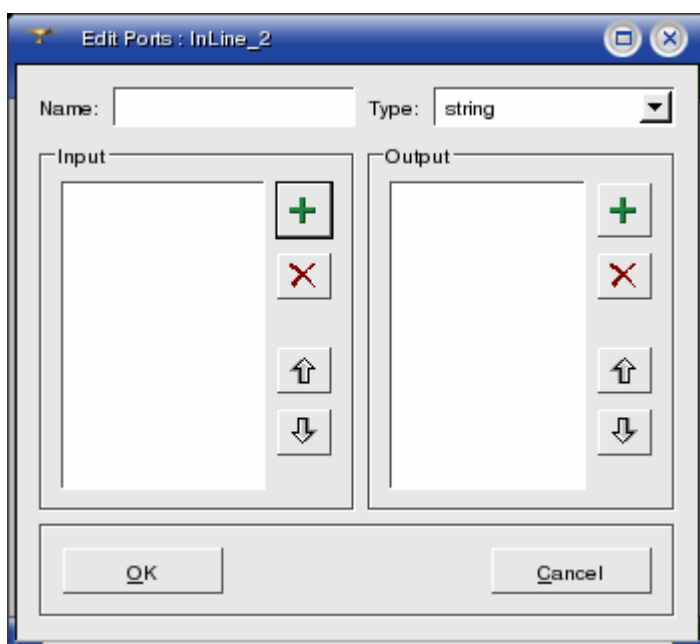 Edit Ports : InLine_2
Name:
Type: string
Input
Output
OK
Cancel